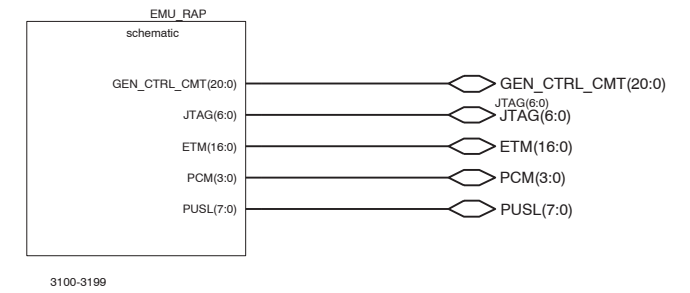 EMU_RAP
schematic
GEN_CTRL_CMT(20:0) GEN_CTRL_CMT(20:0)
JTAG(6:0)
JTAG(6:0) JTAG(6:0)
ETM(16:0) ETM(16:0)
PCM(3:0) PCM(3:0)
PUSL(7:0) PUSL(7:0)
3100-3199